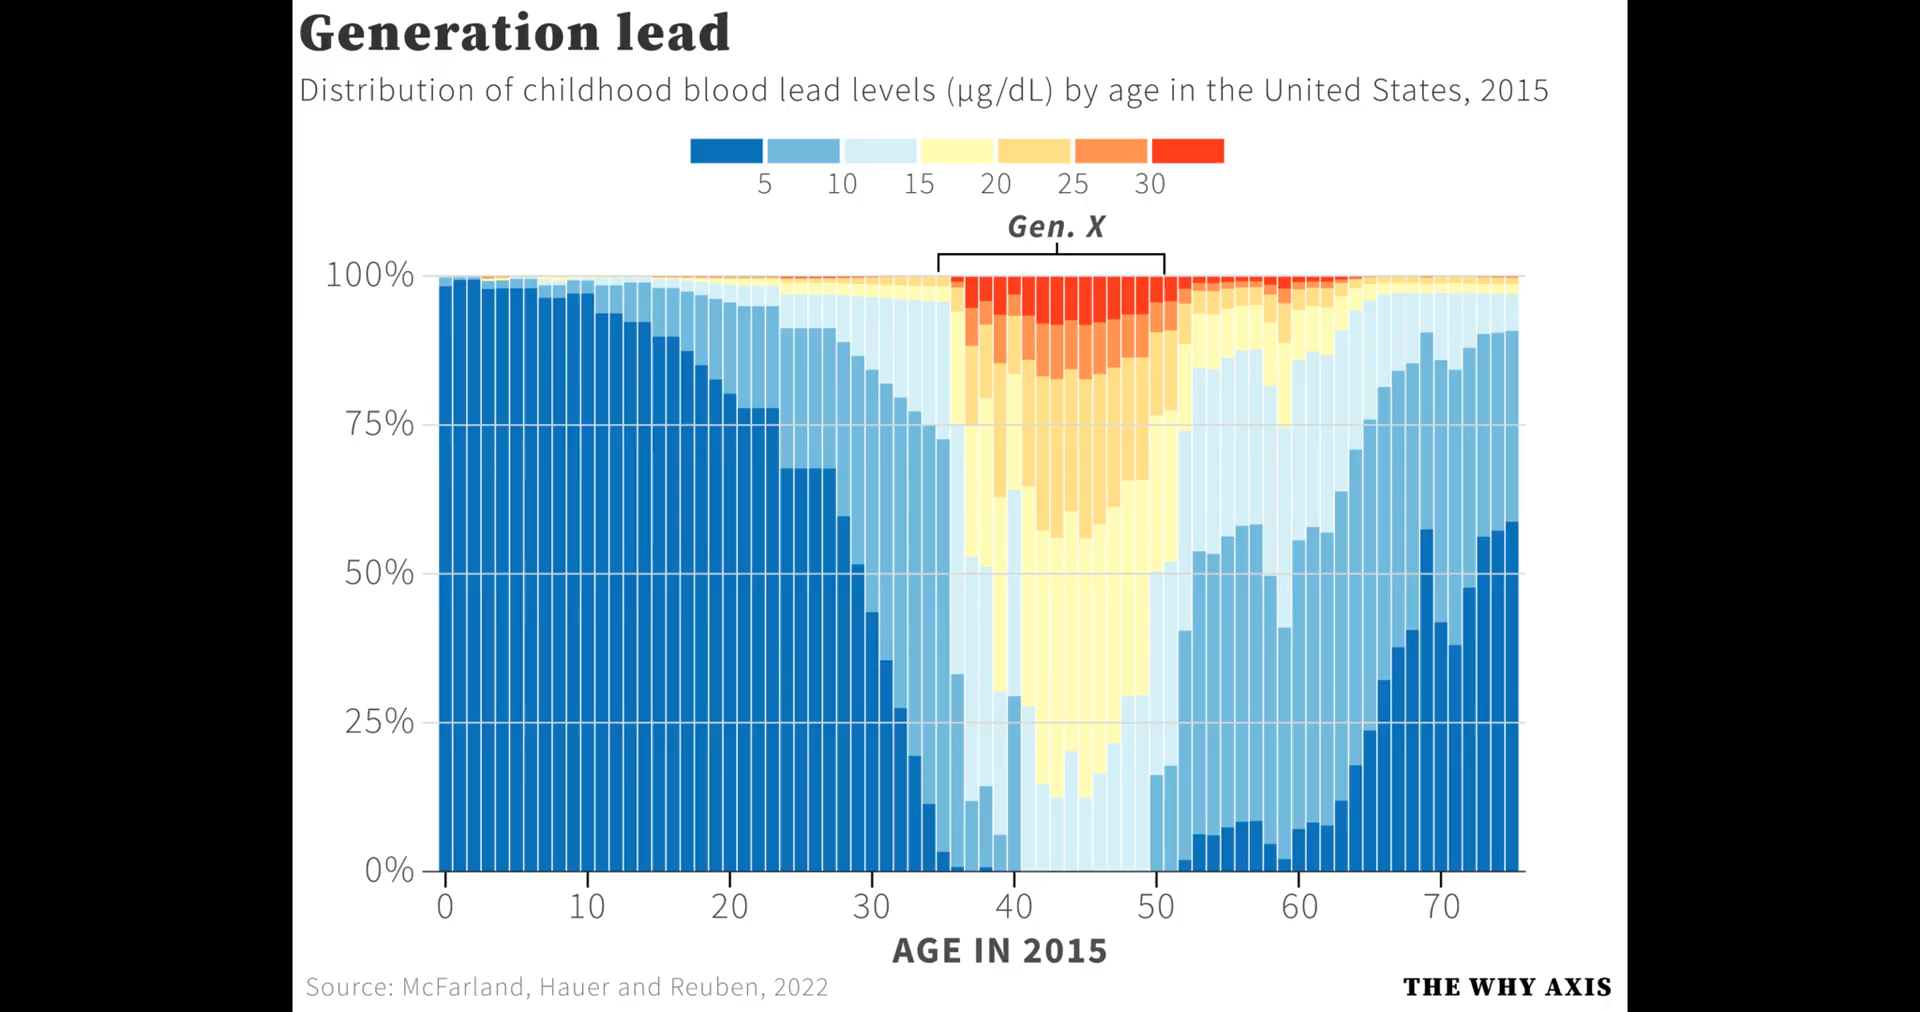 Generation lead
Distribution of childhood blood lead levels (µg/dL) by age in the United States, 2015
5 10 15 20 25 30
Gen. X
100%
75%
50%
25%
0%
0 10 20 30 40 50 60 70
AGE IN 2015
Source: McFarland, Hauer and Reuben, 2022
THE WHY AXIS